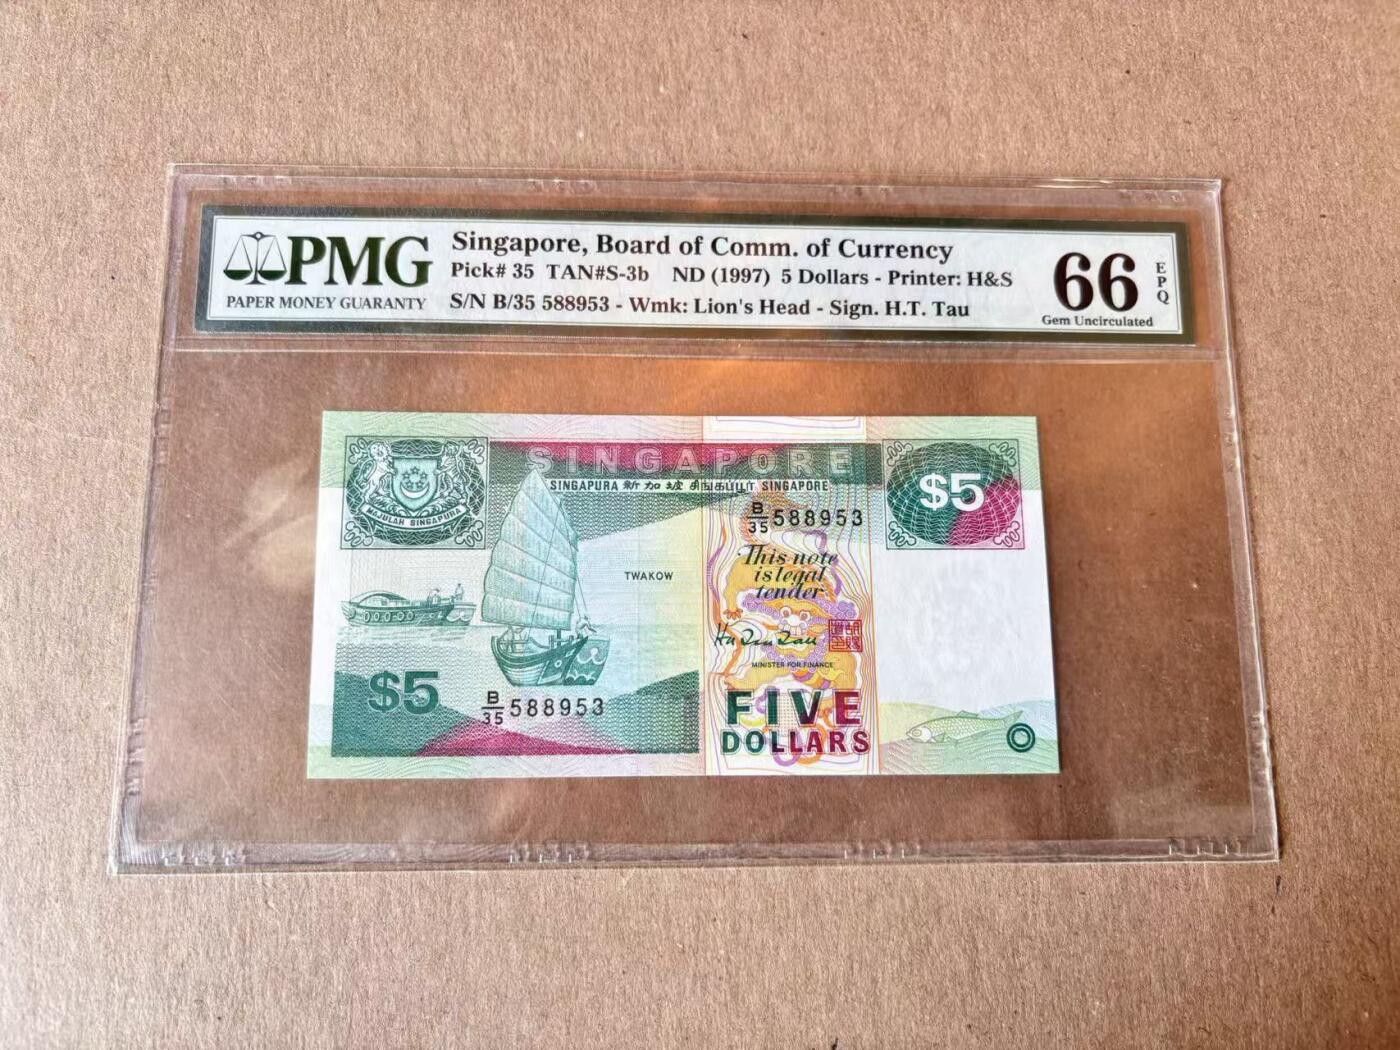 PMG
PAPER MONEY GUARANTY
Singapore, Board of Comm. of Currency
Pick# 35 TAN#S-3b ND (1997) 5 Dollars - Printer: H&S
S/N B/35 588953 - Wmk: Lion's Head - Sign. H.T. Tau
66
EPQ
Gem Uncirculated
SINGAPORE
SINGAPURA 新加坡 சிங்கப்பூர் SINGAPORE
MAJULAH SINGAPURA
$5
B/35 588953
This note
is legal
tender
TWAKOW
MINISTER FOR FINANCE
$5
B/35 588953
FIVE
DOLLARS